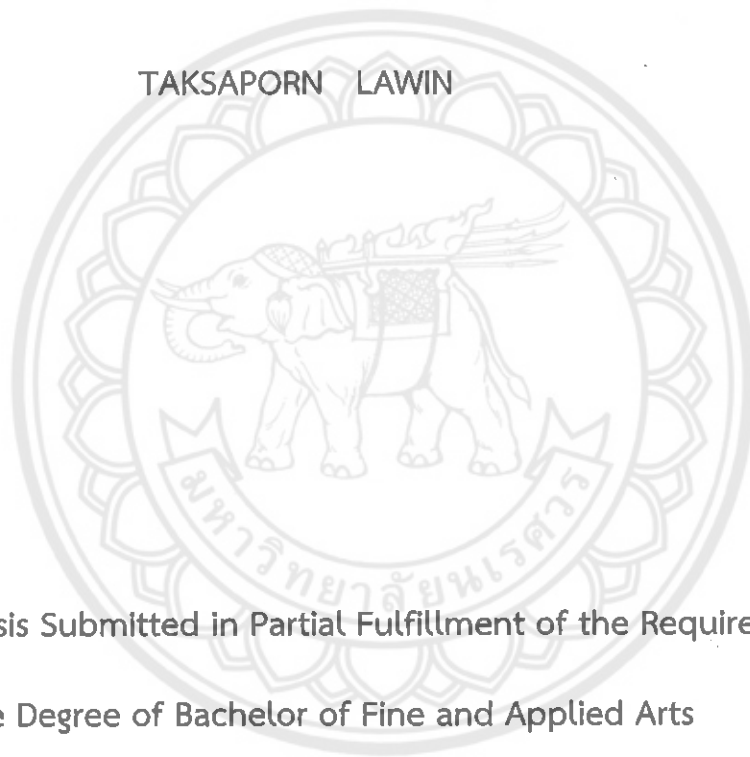 TAKSAPORN LAWIN
มหาวิทยาลัยนเรศวร
sis Submitted in Partial Fulfillment of the Require
e Degree of Bachelor of Fine and Applied Arts